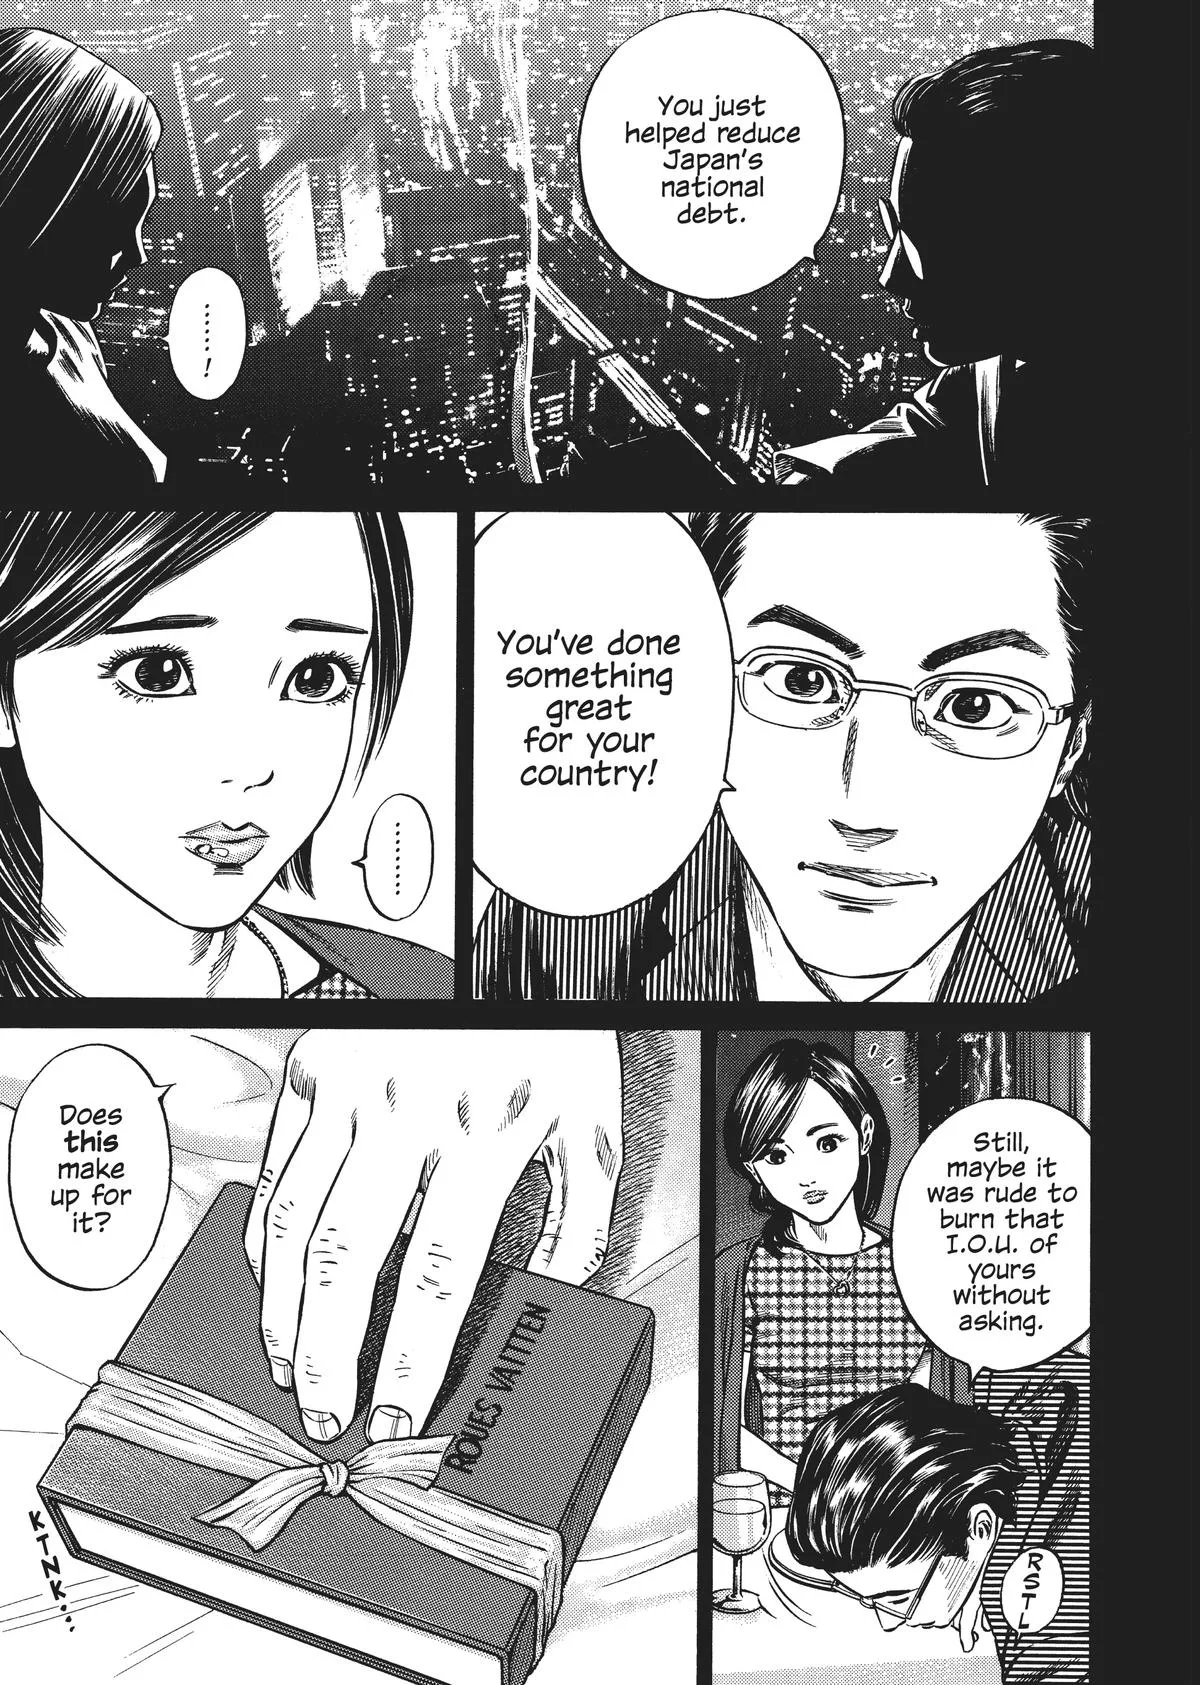 You just
helped reduce
Japan's
national
debt.
.......!
You've done
something
great
for your
country!
........
Still,
maybe it
was rude to
burn that
I.O.U. of
yours
without
asking.
RSTL
Does
this
make
up for
it?
ROUES VAITTEN
KTNK...